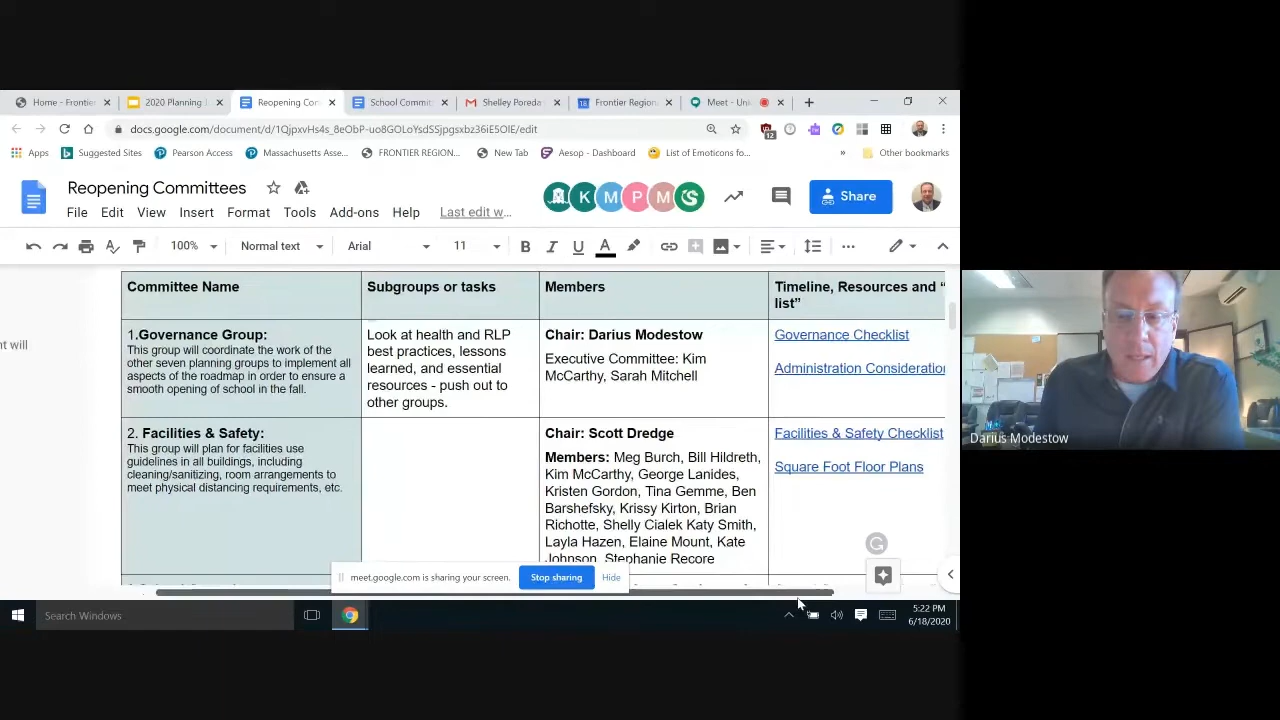 Home - Frontier
2020 Planning
Reopening Com
School Commit
Shelley Poreda
Frontier Regiona
Meet - Uni
docs.google.com/document/d/1QjpxvHs4s_8eObP-uo8GOLoYsdSSjpgsxbz36iE5OIE/edit
12
Apps
Suggested Sites
Pearson Access
Massachusetts Asse...
FRONTIER REGION...
New Tab
Aesop - Dashboard
List of Emoticons fo...
»
Other bookmarks
Reopening Committees
K
M
P
M
Share
File
Edit
View
Insert
Format
Tools
Add-ons
Help
Last edit w...
100%
Normal text
Arial
11
B
I
U
A
Committee Name
Subgroups or tasks
Members
Timeline, Resources and “
list”
nt will
1.Governance Group:
This group will coordinate the work of the
other seven planning groups to implement all
aspects of the roadmap in order to ensure a
smooth opening of school in the fall.
Look at health and RLP
best practices, lessons
learned, and essential
resources - push out to
other groups.
Chair: Darius Modestow
Executive Committee: Kim
McCarthy, Sarah Mitchell
Governance Checklist
Administration Consideration
2. Facilities & Safety:
This group will plan for facilities use
guidelines in all buildings, including
cleaning/sanitizing, room arrangements to
meet physical distancing requirements, etc.
Chair: Scott Dredge
Members: Meg Burch, Bill Hildreth,
Kim McCarthy, George Lanides,
Kristen Gordon, Tina Gemme, Ben
Barshefsky, Krissy Kirton, Brian
Richotte, Shelly Cialek Katy Smith,
Layla Hazen, Elaine Mount, Kate
Johnson, Stephanie Recore
Facilities & Safety Checklist
Square Foot Floor Plans
meet.google.com is sharing your screen.
Stop sharing
Hide
Search Windows
5:22 PM
6/18/2020
Darius Modestow